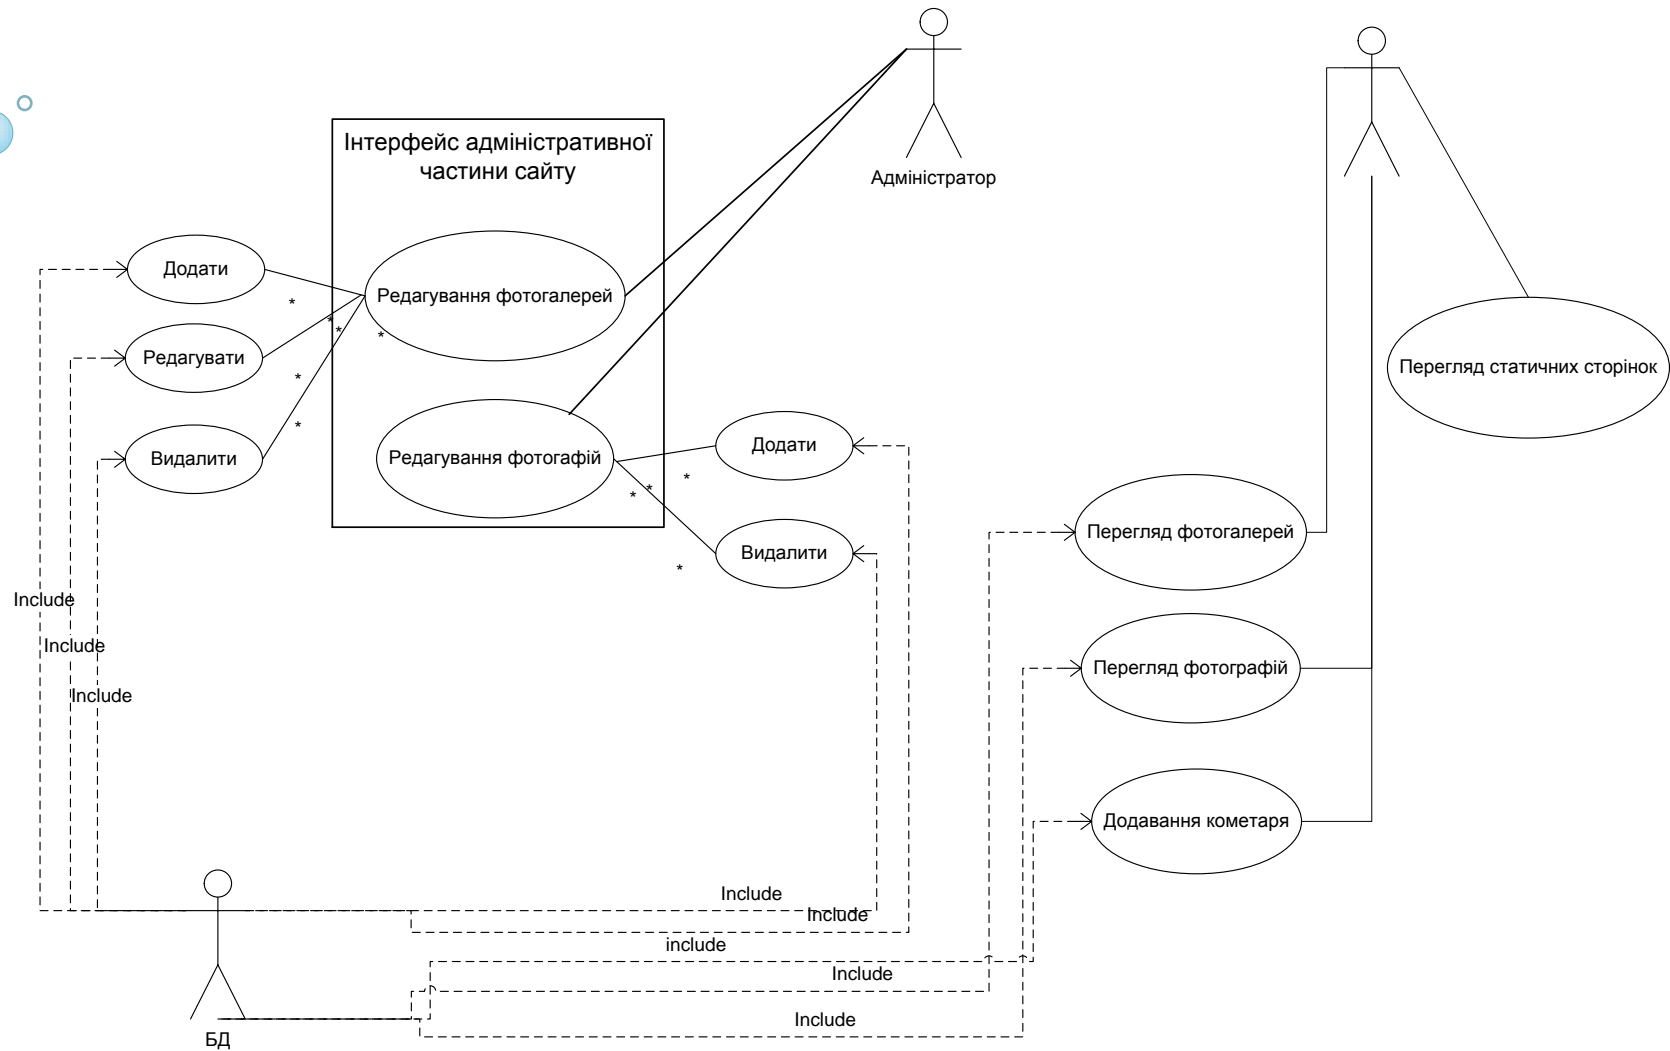 Адміністратор
Інтерфейс адміністративної
частини сайту
Додати
*
Редагування фотогалерей
*
*
*
Редагувати
*
Перегляд статичних сторінок
*
Видалити
Редагування фотогафій
Додати
*
*
*
Перегляд фотогалерей
Видалити
*
Include
Include
Include
Перегляд фотографій
Додавання кометаря
Include
Include
include
Include
Include
БД